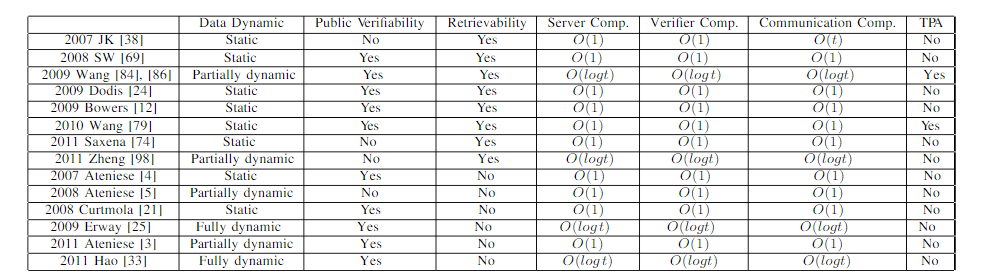 Data Dynamic Public Verifiability Retrievability Server Comp. Verifier Comp. Communication Comp. TPA
2007 JK [38] Static No Yes O(1) O(1) O(t) No
2008 SW [69] Static Yes Yes O(1) O(1) O(1) No
2009 Wang [84], [86] Partially dynamic Yes Yes O(logt) O(logt) O(logt) Yes
2009 Dodis [24] Static Yes Yes O(1) O(1) O(1) No
2009 Bowers [12] Static Yes Yes O(1) O(1) O(1) No
2010 Wang [79] Static Yes Yes O(1) O(1) O(1) Yes
2011 Saxena [74] Static No Yes O(1) O(1) O(1) No
2011 Zheng [98] Partially dynamic No Yes O(logt) O(logt) O(logt) No
2007 Ateniese [4] Static Yes No O(1) O(1) O(1) No
2008 Ateniese [5] Partially dynamic No No O(1) O(1) O(1) No
2008 Curtmola [21] Static Yes No O(1) O(1) O(1) No
2009 Erway [25] Fully dynamic Yes No O(logt) O(logt) O(logt) No
2011 Ateniese [3] Partially dynamic Yes No O(1) O(1) O(1) No
2011 Hao [33] Fully dynamic Yes No O(logt) O(logt) O(logt) No